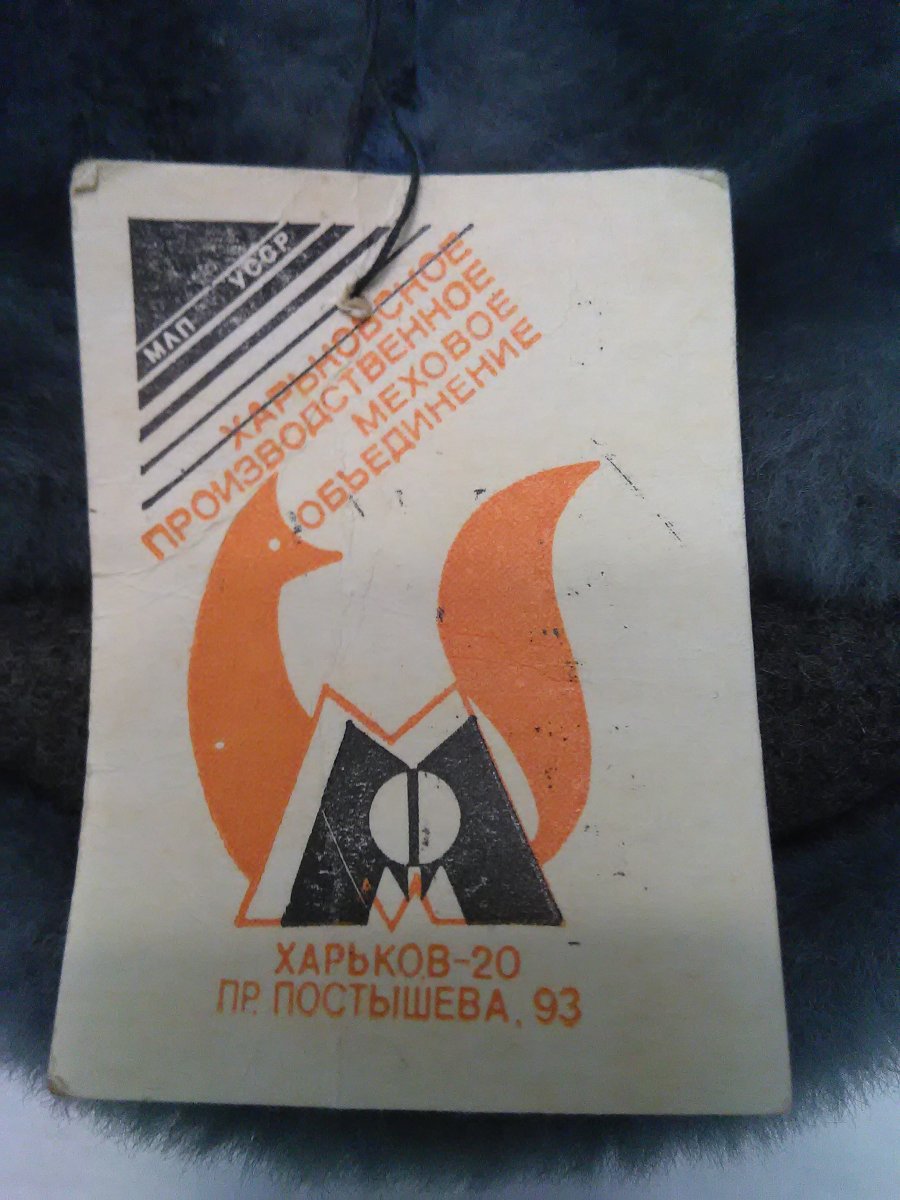 МЛП УССР
ХАРЬКОВСКОЕ
ПРОИЗВОДСТВЕННОЕ
МЕХОВОЕ
ОБЪЕДИНЕНИЕ
ХАРЬКОВ-20
ПР. ПОСТЫШЕВА, 93